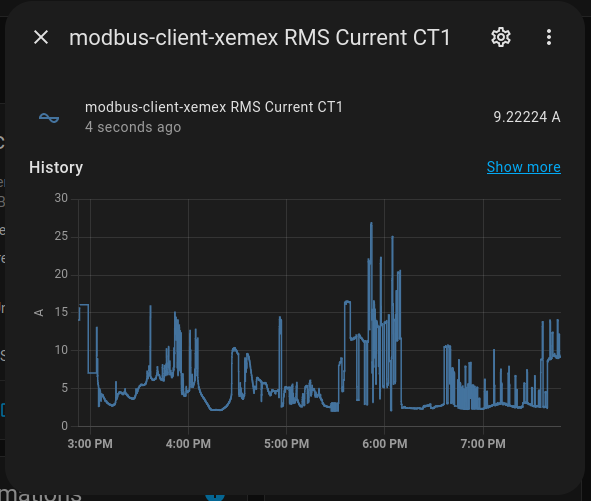 modbus-client-xemex RMS Current CT1
modbus-client-xemex RMS Current CT1
4 seconds ago
9.22224 A
History
Show more
30
25
20
15
10
5
0
A
3:00 PM
4:00 PM
5:00 PM
6:00 PM
7:00 PM